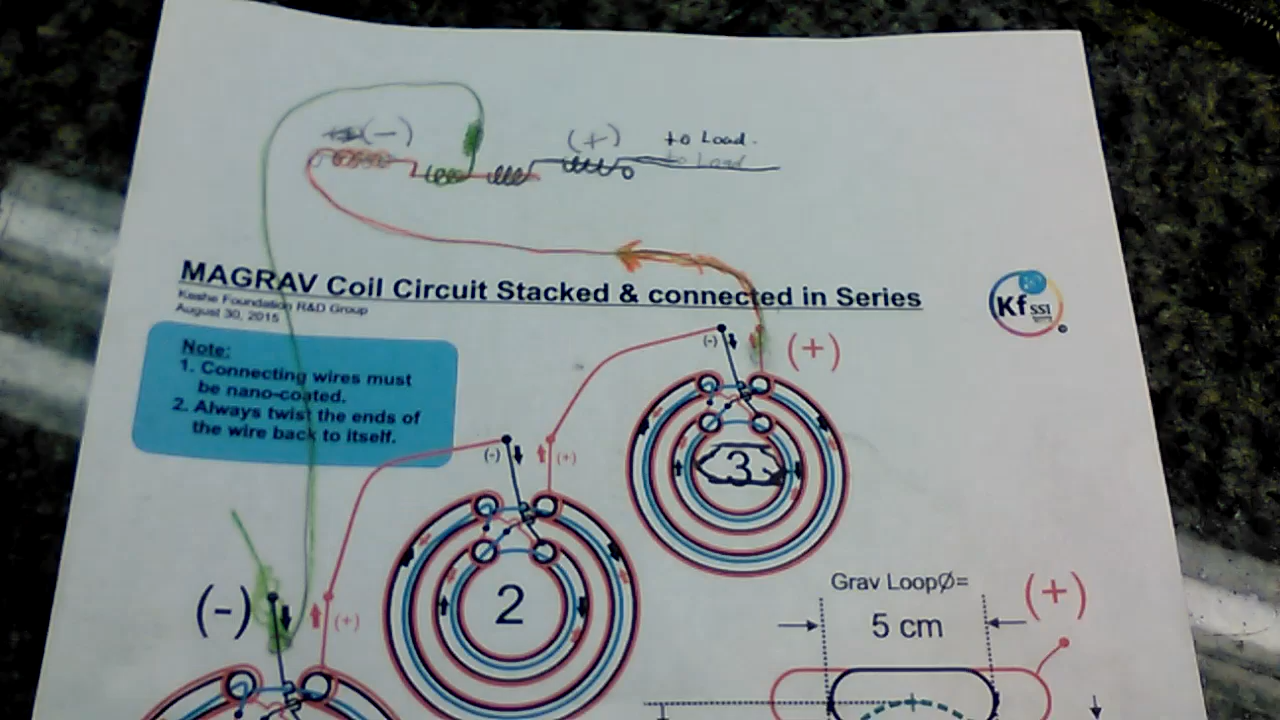 (-) (+) to Load.
to Load
MAGRAV Coil Circuit Stacked & connected in Series
Keshe Foundation R&D Group
August 30, 2015
Kf SSI
Note:
1. Connecting wires must
be nano-coated.
2. Always twist the ends of
the wire back to itself.
(-) (+)
3
(-) (+)
2
(-) (+)
Grav LoopØ=
5 cm
(+)